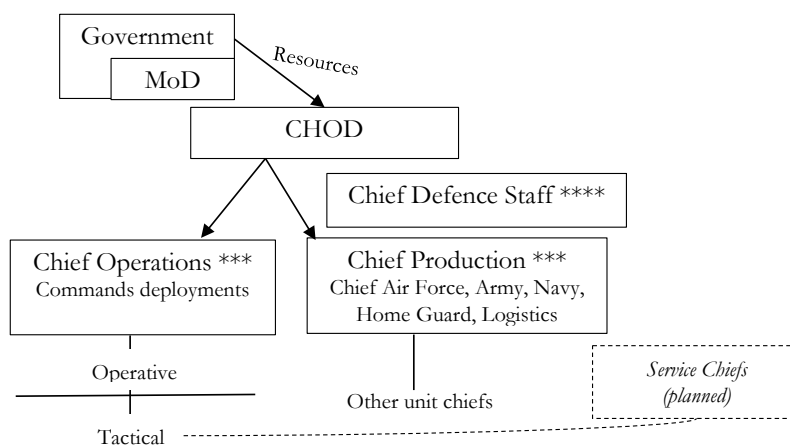 Government
MoD
Resources
CHOD
Chief Defence Staff ****
Chief Operations ***
Commands deployments
Chief Production ***
Chief Air Force, Army, Navy,
Home Guard, Logistics
Operative
Other unit chiefs
Service Chiefs
(planned)
Tactical